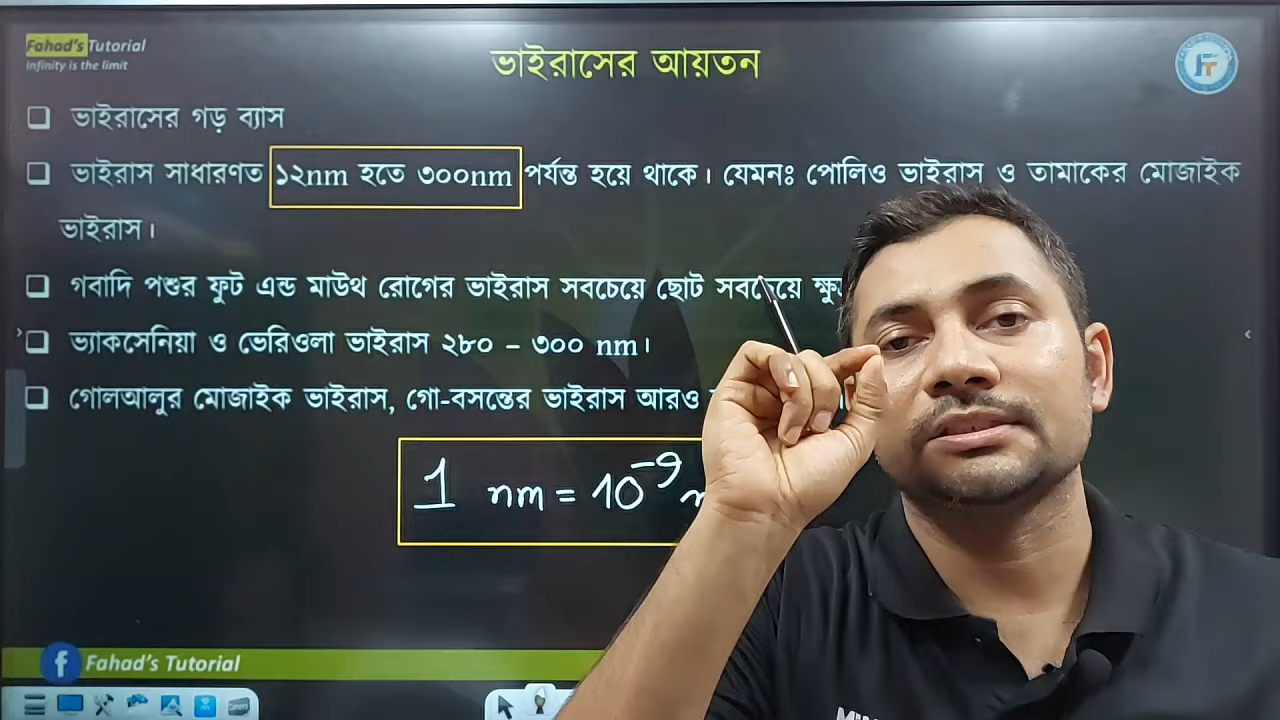 Fahad's Tutorial
Infinity is the limit
ভাইরাসের আয়তন
❑ ভাইরাসের গড় ব্যাস
❑ ভাইরাস সাধারণত ১২nm হতে ৩০০nm পর্যন্ত হয়ে থাকে। যেমনঃ পোলিও ভাইরাস ও তামাকের মোজাইক
ভাইরাস।
❑ গবাদি পশুর ফুট এন্ড মাউথ রোগের ভাইরাস সবচেয়ে ছোট সবচেয়ে
❑ ভ্যাকসেনিয়া ও ভেরিওলা ভাইরাস ২৮০ – ৩০০ nm।
❑ গোলআলুর মোজাইক ভাইরাস, গো-বসন্তের ভাইরাস আরও
1 nm = 10⁻⁹
f Fahad's Tutorial